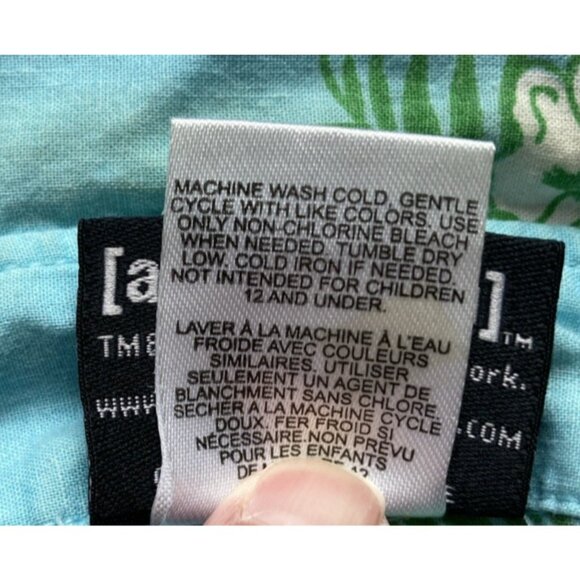 MACHINE WASH COLD, GENTLE
CYCLE WITH LIKE COLORS, USE
ONLY NON-CHLORINE BLEACH
WHEN NEEDED, TUMBLE DRY
LOW, COLD IRON IF NEEDED.
NOT INTENDED FOR CHILDREN
12 AND UNDER.
LAVER À LA MACHINE À L'EAU
FROIDE AVEC COULEURS
SIMILAIRES, UTILISER
SEULEMENT UN AGENT DE
BLANCHMENT SANS CHLORE,
SECHER A LA MACHINE CYCLE
DOUX. FER FROID SI
NÉCESSAIRE.NON PRÉVU
POUR LES ENFANTS
DE
[a
]TM
TM&
ork.
www.
.COM